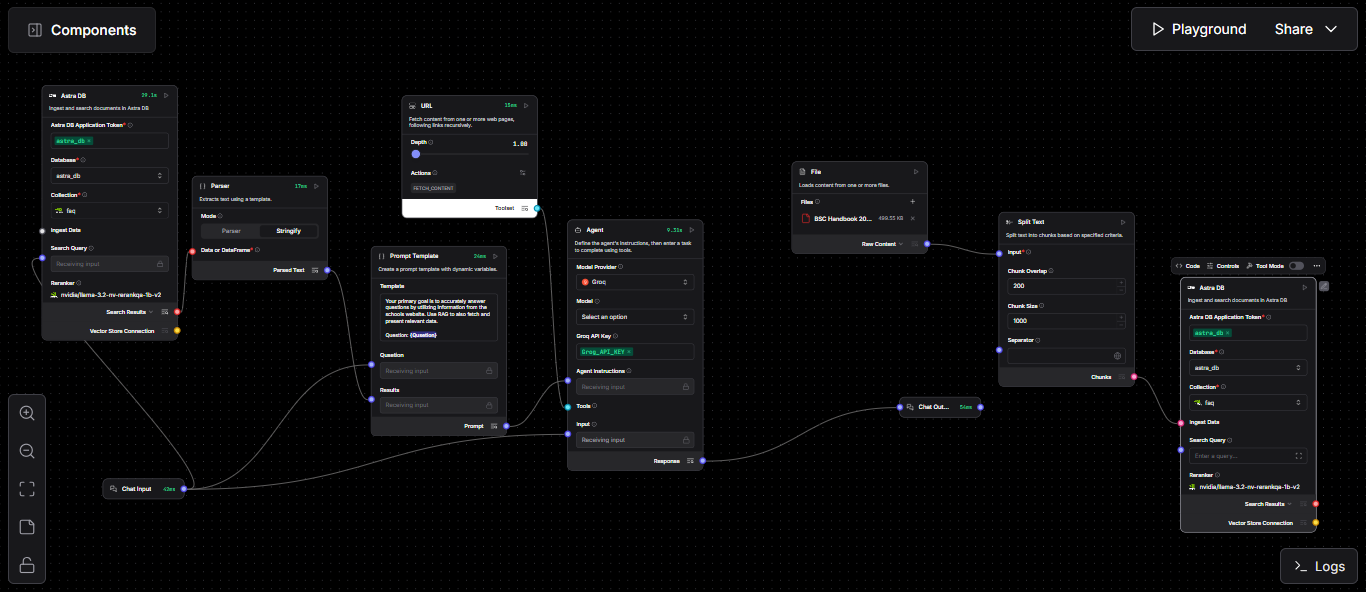 Components
Playground
Share
Astra DB
29.1s
Ingest and search documents in Astra DB
Astra DB Application Token*
astra_db ×
Database*
astra_db
Collection*
faq
Ingest Data
Search Query
Receiving input
Reranker
nvidia/llama-3.2-nv-rerankqa-1b-v2
Search Results
Vector Store Connection
Parser
17ms
Extracts text using a template.
Mode
Parser
Stringify
Data or DataFrame*
Parsed Text
URL
15ms
Fetch content from one or more web pages,
following links recursively.
Depth
1.00
Actions
FETCH_CONTENT
Toolset
Prompt Template
24ms
Create a prompt template with dynamic variables.
Template
Your primary goal is to accurately answer
questions by utilizing information from the
schools website. Use RAG to also fetch and
present relevant data.
Question: {Question}
Question
Receiving input
Results
Receiving input
Prompt
Agent
9.31s
Define the agent's instructions, then enter a task
to complete using tools.
Model Provider
Groq
Model
Select an option
Groq API Key
Groq_API_KEY ×
Agent Instructions
Receiving input
Tools
Input
Receiving input
Response
Chat Input
43ms
Chat Out...
54ms
File
Loads content from one or more files.
Files
BSC Handbook 20...
499.55 KB
Raw Content
Split Text
Split text into chunks based on specified criteria.
Input*
Chunk Overlap
200
Chunk Size
1000
Separator
Chunks
Code
Controls
Tool Mode
Astra DB
Ingest and search documents in Astra DB
Astra DB Application Token*
astra_db ×
Database*
astra_db
Collection*
faq
Ingest Data
Search Query
Enter a query...
Reranker
nvidia/llama-3.2-nv-rerankqa-1b-v2
Search Results
Vector Store Connection
Logs